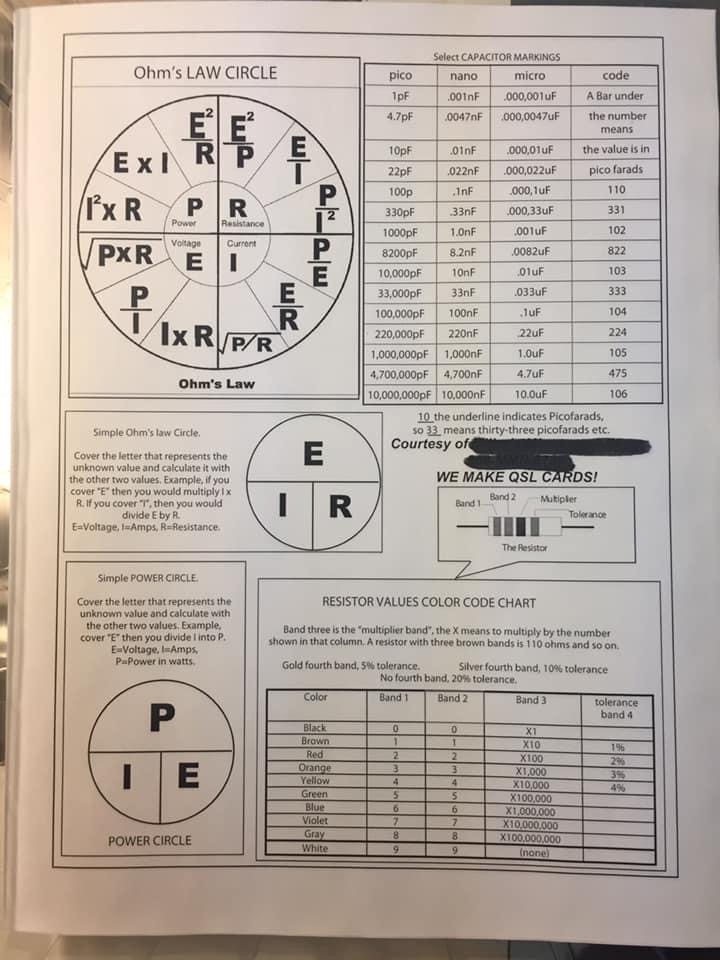 Ohm's LAW CIRCLE
E²/R
E²/P
E/I
P/I²
P/E
E/R
√P/R
I x R
P/I
√PxR
I²x R
E x I
P
Power
R
Resistance
Voltage
E
Current
I
Ohm's Law
Select CAPACITOR MARKINGS
pico nano micro code
1pF .001nF .000,001uF A Bar under
4.7pF .0047nF .000,0047uF the number
means
10pF .01nF .000,01uF the value is in
22pF .022nF .000,022uF pico farads
100p .1nF .000,1uF 110
330pF .33nF .000,33uF 331
1000pF 1.0nF .001uF 102
8200pF 8.2nF .0082uF 822
10,000pF 10nF .01uF 103
33,000pF 33nF .033uF 333
100,000pF 100nF .1uF 104
220,000pF 220nF .22uF 224
1,000,000pF 1,000nF 1.0uF 105
4,700,000pF 4,700nF 4.7uF 475
10,000,000pF 10,000nF 10.0uF 106
10 the underline indicates Picofarads,
so 33 means thirty-three picofarads etc.
Courtesy of
WE MAKE QSL CARDS!
Band 1 Band 2 Multiplier
Tolerance
The Resistor
Simple Ohm's law Circle.
Cover the letter that represents the
unknown value and calculate it with
the other two values. Example, if you
cover "E" then you would multiply I x
R. If you cover "I", then you would
divide E by R.
E=Voltage, I=Amps, R=Resistance.
E
I R
Simple POWER CIRCLE.
Cover the letter that represents the
unknown value and calculate with
the other two values. Example,
cover "E" then you divide I into P.
E=Voltage, I=Amps,
P=Power in watts.
P
I E
POWER CIRCLE
RESISTOR VALUES COLOR CODE CHART
Band three is the "multiplier band", the X means to multiply by the number
shown in that column. A resistor with three brown bands is 110 ohms and so on.
Gold fourth band, 5% tolerance. Silver fourth band, 10% tolerance
No fourth band, 20% tolerance.
Color Band 1 Band 2 Band 3 tolerance
band 4
Black 0 0 X1
Brown 1 1 X10 1%
Red 2 2 X100 2%
Orange 3 3 X1,000 3%
Yellow 4 4 X10,000 4%
Green 5 5 X100,000
Blue 6 6 X1,000,000
Violet 7 7 X10,000,000
Gray 8 8 X100,000,000
White 9 9 (none)